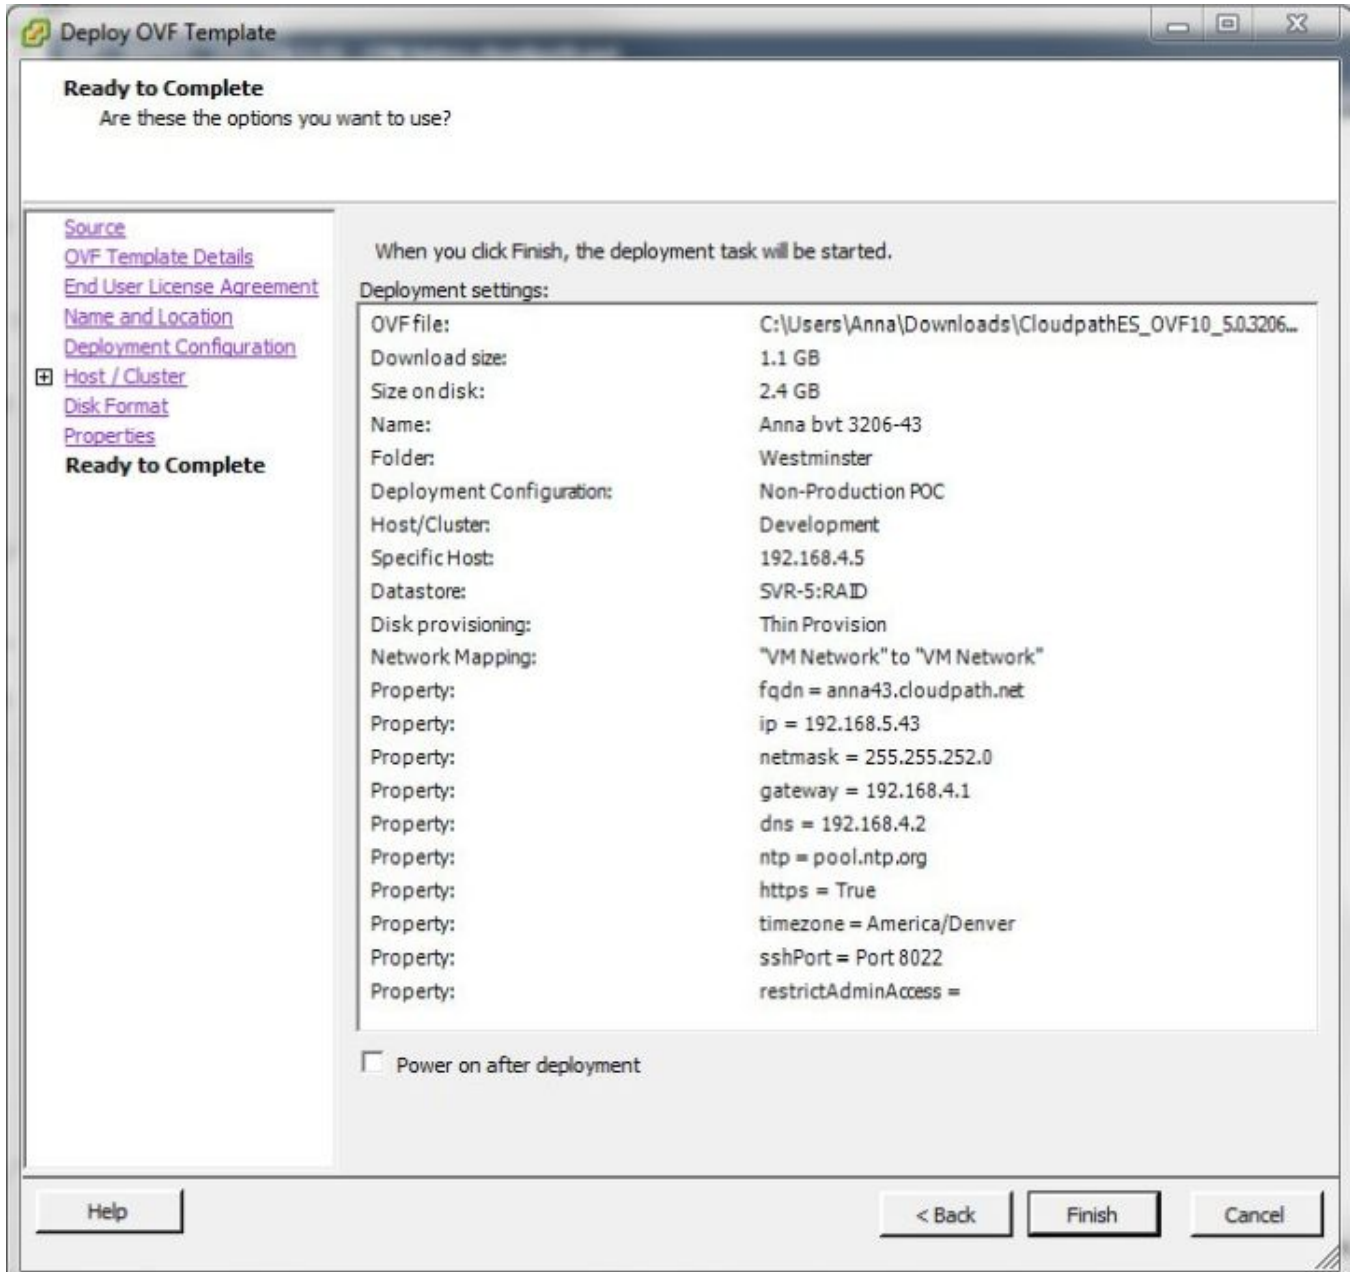 Deploy OVF Template
Ready to Complete
Are these the options you want to use?
Source
OVF Template Details
End User License Agreement
Name and Location
Deployment Configuration
Host / Cluster
Disk Format
Properties
Ready to Complete
When you click Finish, the deployment task will be started.
Deployment settings:
OVF file: C:\Users\Anna\Downloads\CloudpathES_OVF10_5.0.3206...
Download size: 1.1 GB
Size on disk: 2.4 GB
Name: Anna bvt 3206-43
Folder: Westminster
Deployment Configuration: Non-Production POC
Host/Cluster: Development
Specific Host: 192.168.4.5
Datastore: SVR-5:RAID
Disk provisioning: Thin Provision
Network Mapping: "VM Network" to "VM Network"
Property: fqdn = anna43.cloudpath.net
Property: ip = 192.168.5.43
Property: netmask = 255.255.252.0
Property: gateway = 192.168.4.1
Property: dns = 192.168.4.2
Property: ntp = pool.ntp.org
Property: https = True
Property: timezone = America/Denver
Property: sshPort = Port 8022
Property: restrictAdminAccess =
Power on after deployment
Help
< Back
Finish
Cancel